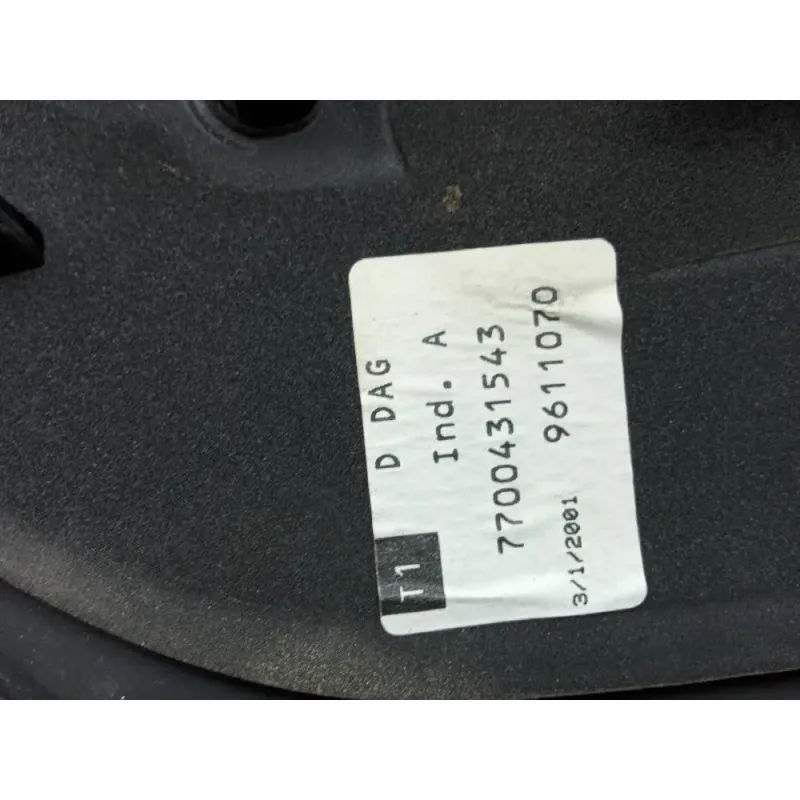 T1 D DAG
Ind. A
7700431543
3/1/2001 9611070